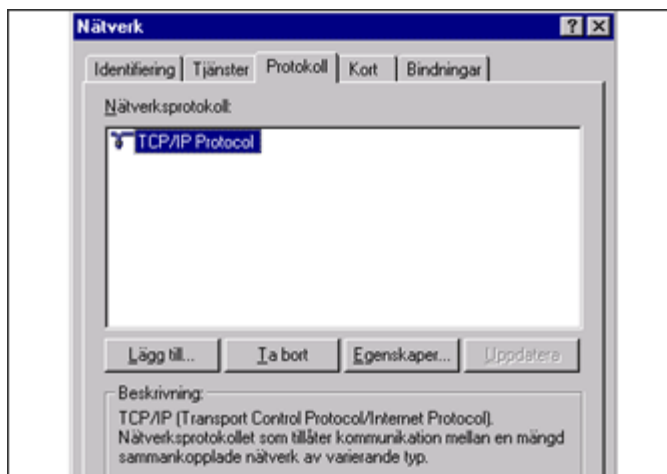 Nätverk
Identifiering Tjänster Protokoll Kort Bindningar
Nätverksprotokoll:
TCP/IP Protocol
Lägg till... Ta bort Egenskaper... Uppdatera
Beskrivning:
TCP/IP (Transport Control Protocol/Internet Protocol).
Nätverksprotokollet som tillåter kommunikation mellan en mängd
sammankopplade nätverk av varierande typ.